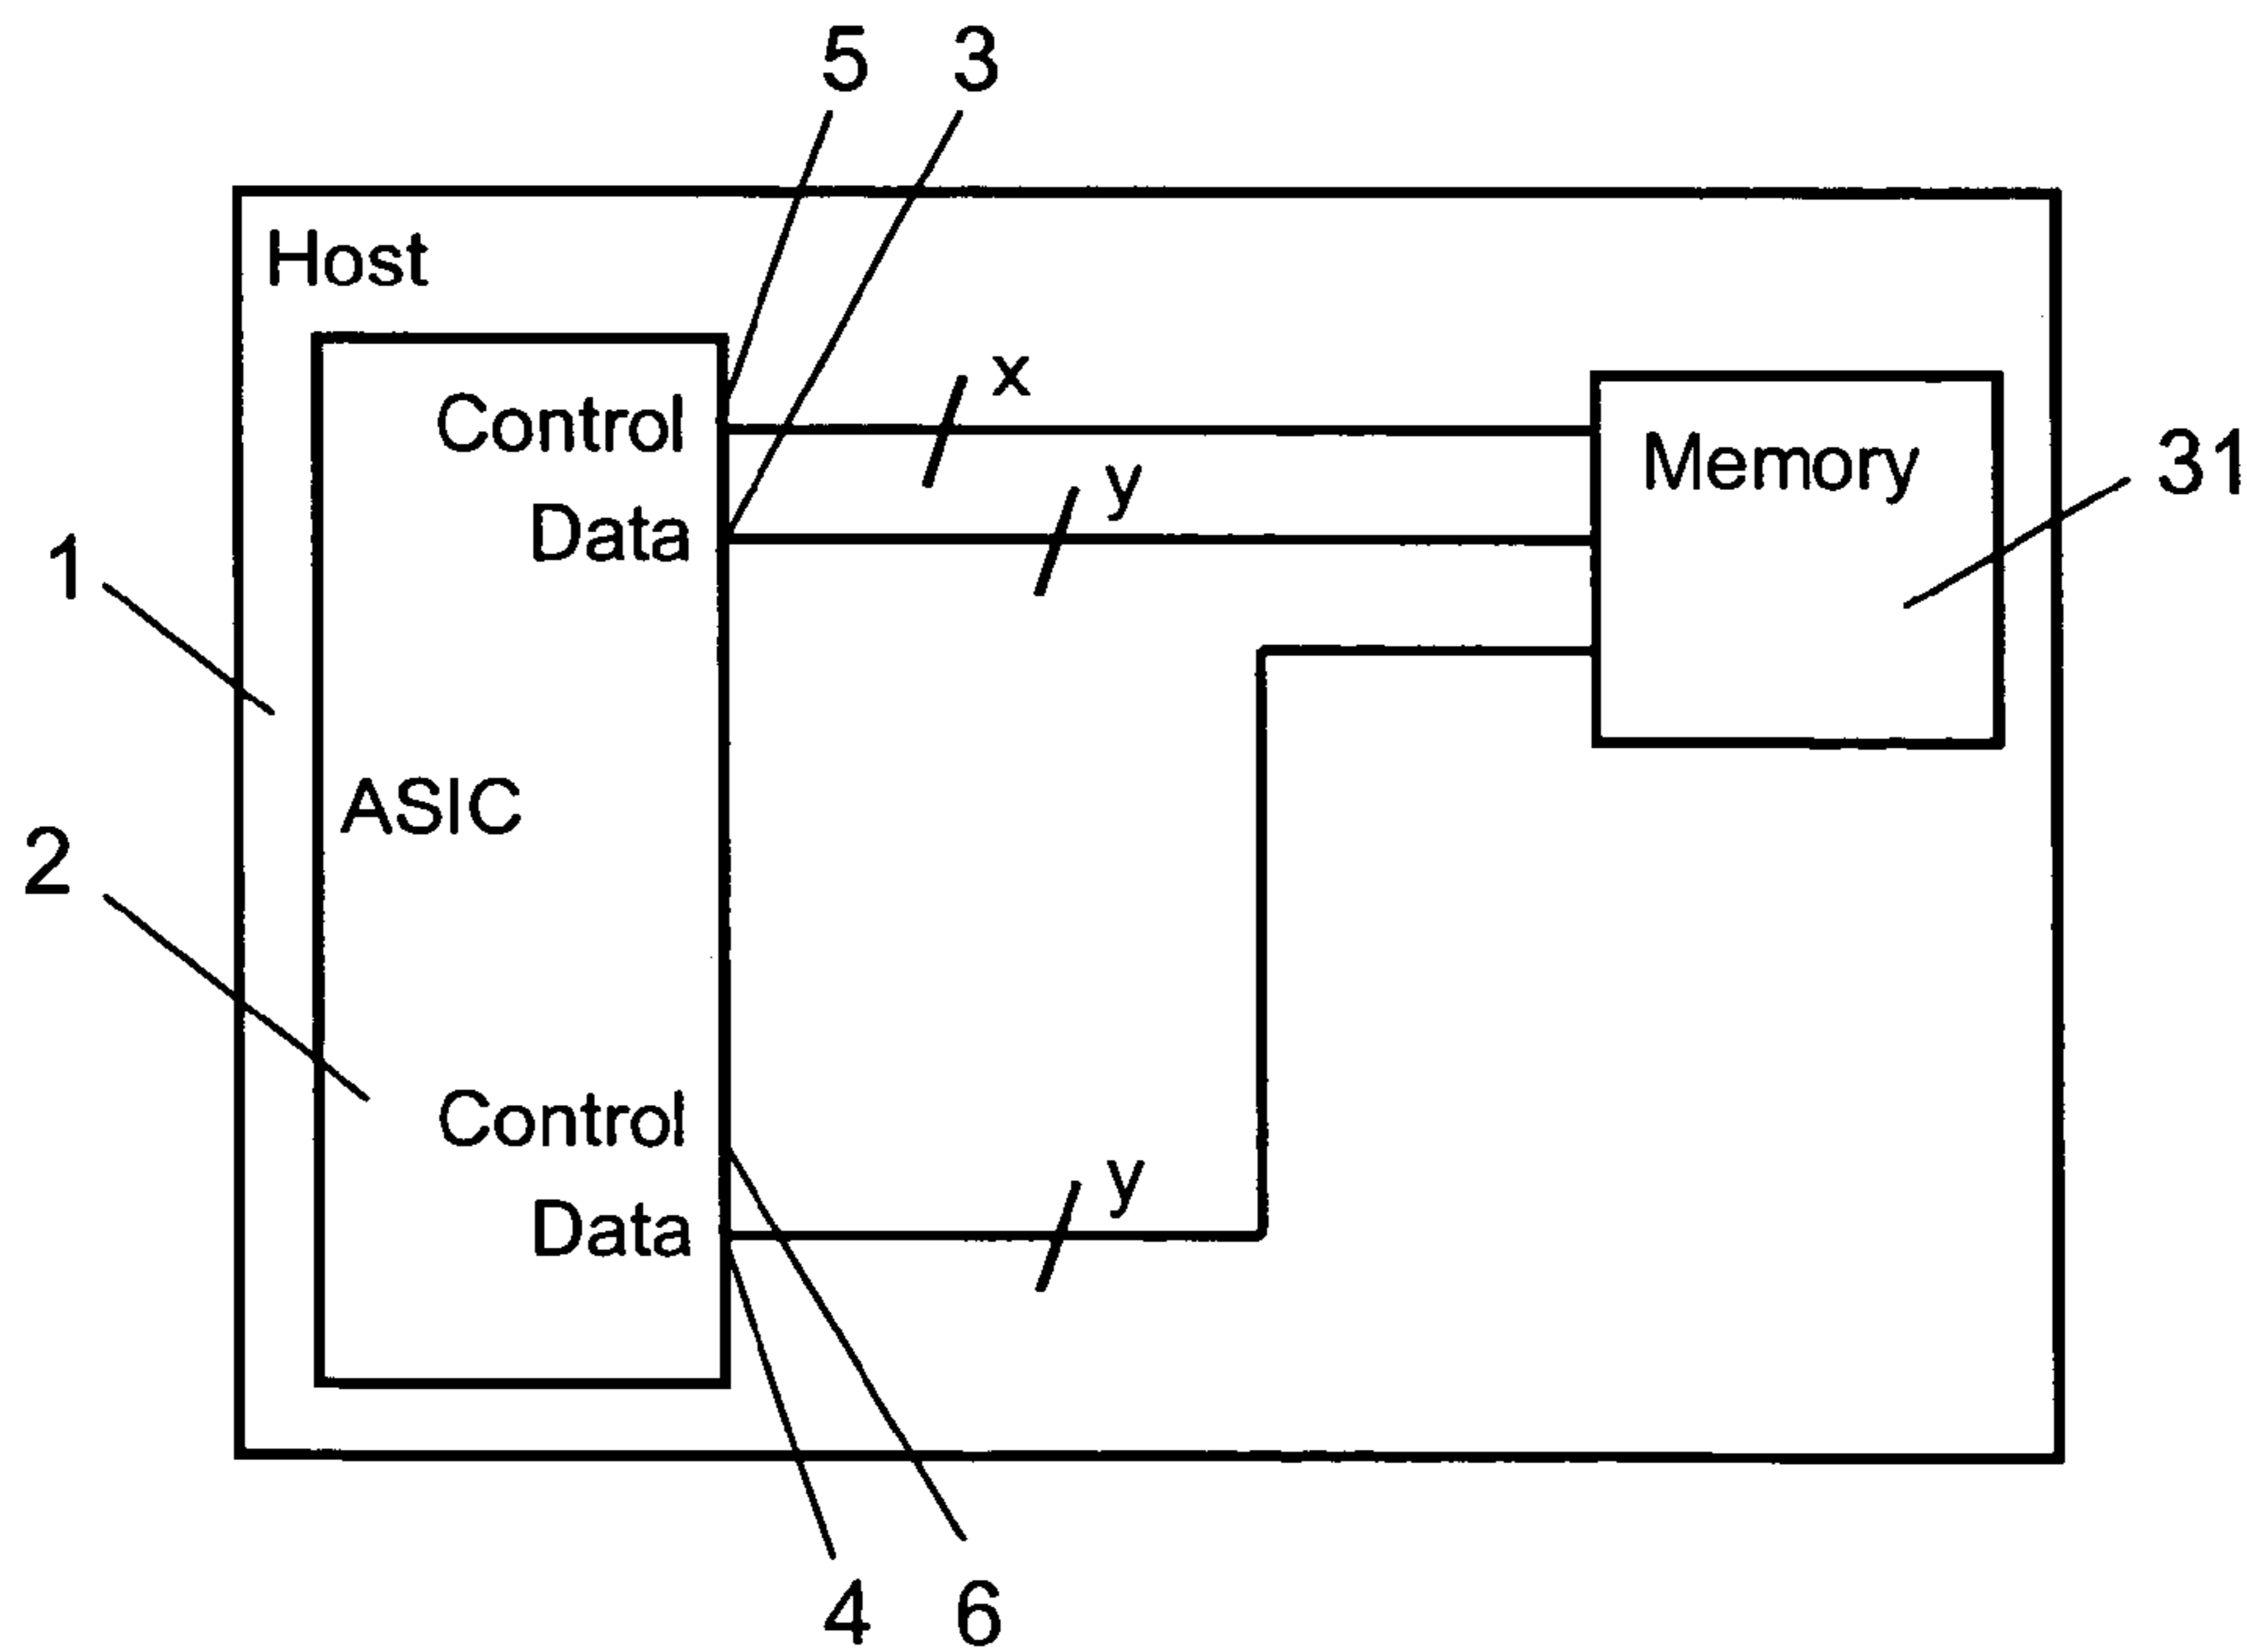 5 3
Host
x
Control
Memory
31
y
Data
1
ASIC
2
Control
y
Data
4 6